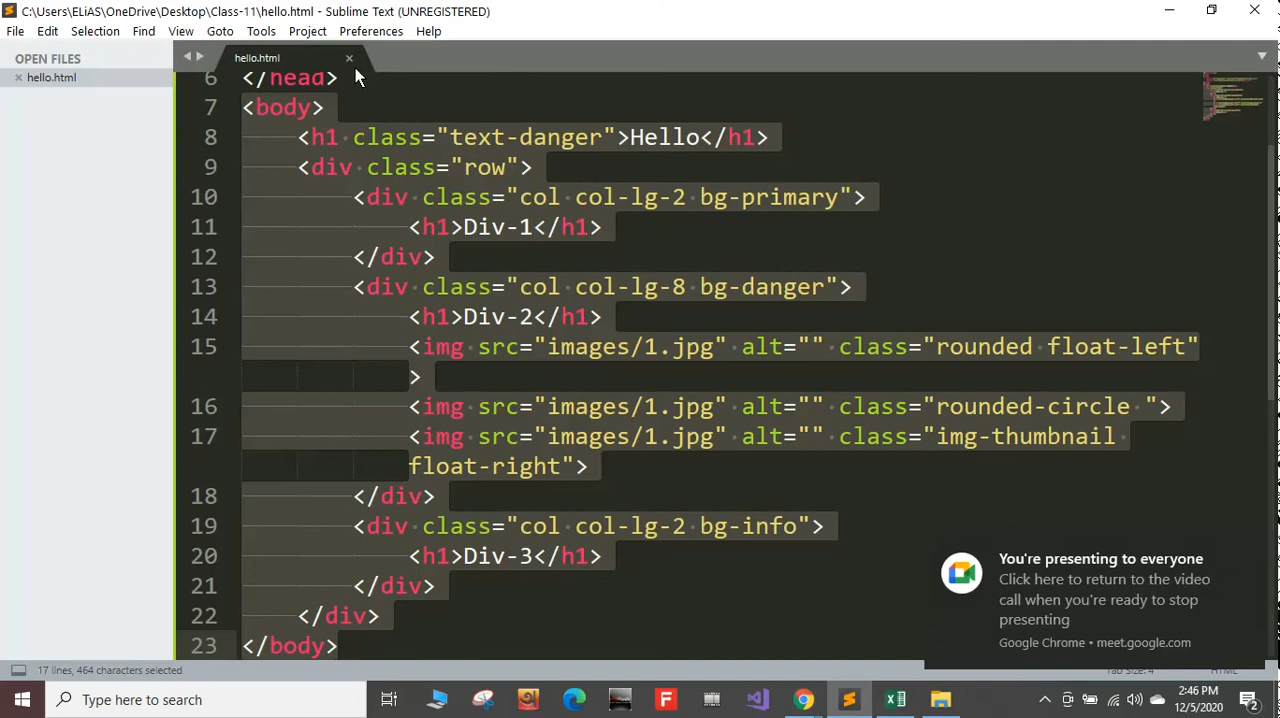 C:\Users\ELiAS\OneDrive\Desktop\Class-11\hello.html - Sublime Text (UNREGISTERED)
File Edit Selection Find View Goto Tools Project Preferences Help
OPEN FILES
hello.html
hello.html
6 </head>
7 <body>
8 <h1 class="text-danger">Hello</h1>
9 <div class="row">
10 <div class="col col-lg-2 bg-primary">
11 <h1>Div-1</h1>
12 </div>
13 <div class="col col-lg-8 bg-danger">
14 <h1>Div-2</h1>
15 <img src="images/1.jpg" alt="" class="rounded float-left"
>
16 <img src="images/1.jpg" alt="" class="rounded-circle ">
17 <img src="images/1.jpg" alt="" class="img-thumbnail
float-right">
18 </div>
19 <div class="col col-lg-2 bg-info">
20 <h1>Div-3</h1>
21 </div>
22 </div>
23 </body>
You're presenting to everyone
Click here to return to the video
call when you're ready to stop
presenting
Google Chrome • meet.google.com
17 lines, 464 characters selected
Tab Size: 4 HTML
Type here to search
2:46 PM
12/5/2020
2